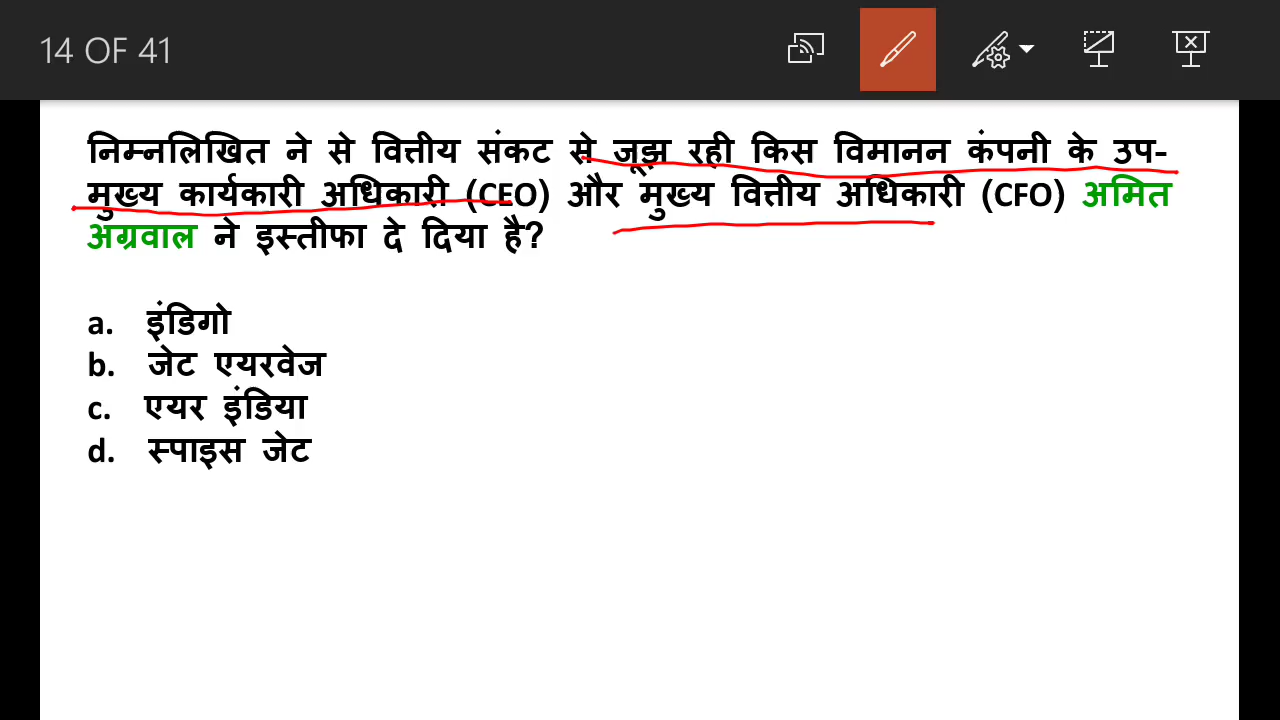 14 OF 41
निम्नलिखित ने से वित्तीय संकट से जूझ रही किस विमानन कंपनी के उप-
मुख्य कार्यकारी अधिकारी (CEO) और मुख्य वित्तीय अधिकारी (CFO) अमित
अग्रवाल ने इस्तीफा दे दिया है?
a. इंडिगो
b. जेट एयरवेज
c. एयर इंडिया
d. स्पाइस जेट